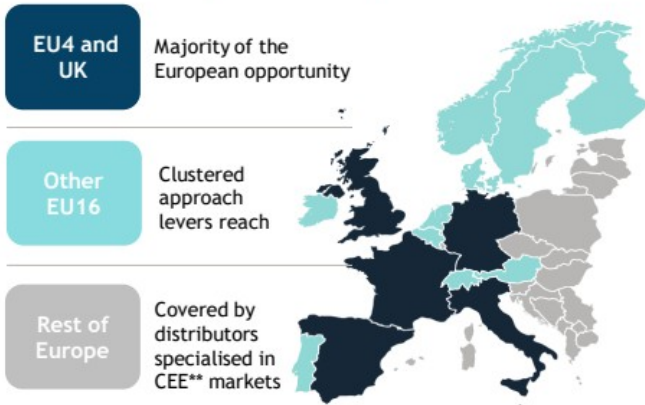 EU4 and
UK
Majority of the
European opportunity
Other
EU16
Clustered
approach
levers reach
Rest of
Europe
Covered by
distributors
specialised in
CEE** markets